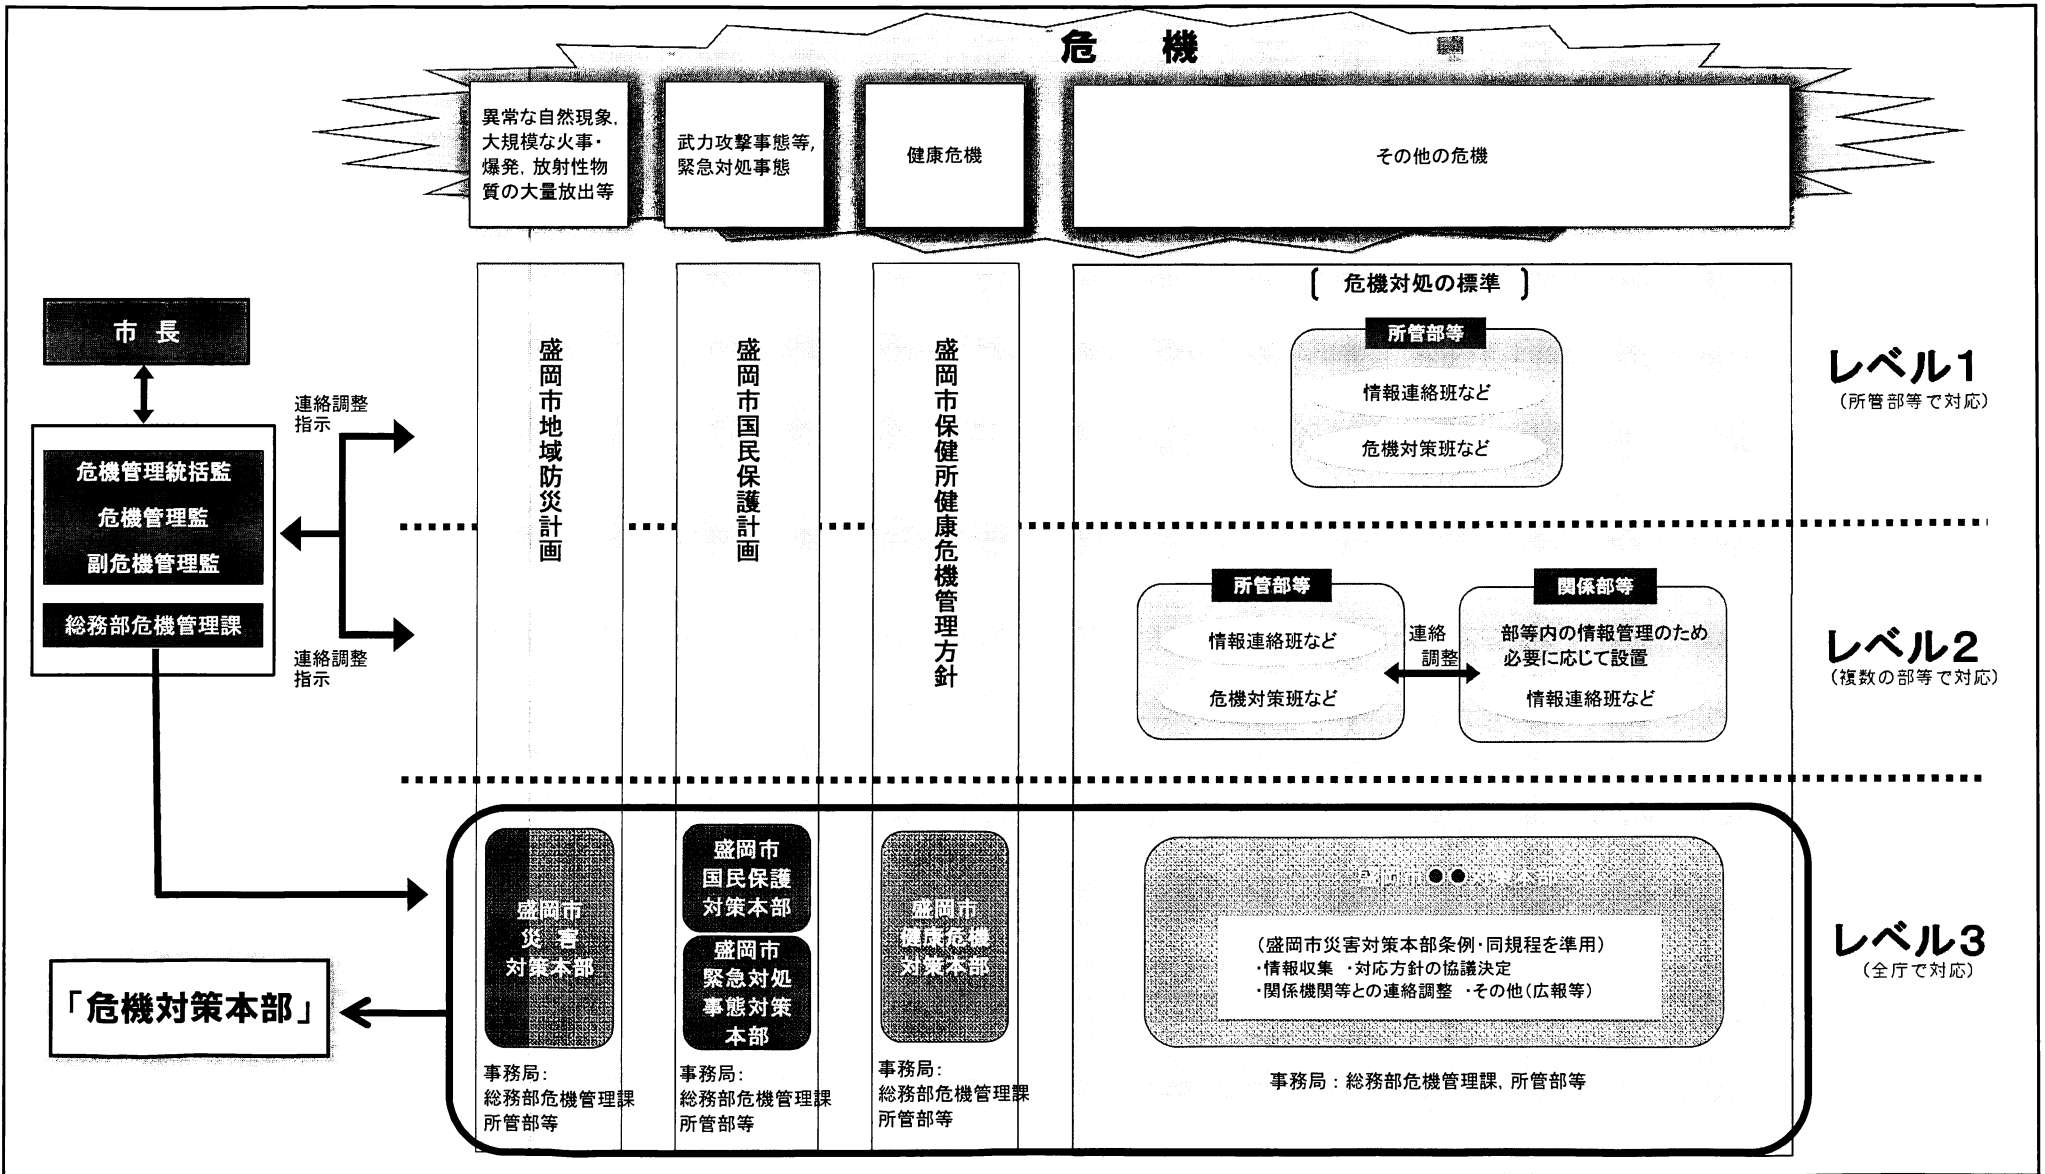 危　機
異常な自然現象,
大規模な火事・
爆発, 放射性物
質の大量放出等
武力攻撃事態等,
緊急対処事態
健康危機
その他の危機
市 長
危機管理統括監
危機管理監
副危機管理監
総務部危機管理課
連絡調整
指示
連絡調整
指示
盛岡市地域防災計画
盛岡市国民保護計画
盛岡市保健所健康危機管理方針
〔 危機対処の標準 〕
所管部等
情報連絡班など
危機対策班など
レベル1
（所管部等で対応）
所管部等
情報連絡班など
危機対策班など
連絡
調整
関係部等
部等内の情報管理のため
必要に応じて設置
情報連絡班など
レベル2
（複数の部等で対応）
盛岡市
災 害
対策本部
事務局：
総務部危機管理課
所管部等
盛岡市
国民保護
対策本部
盛岡市
緊急対処
事態対策
本部
事務局：
総務部危機管理課
所管部等
盛岡市
健康危機
対策本部
事務局：
総務部危機管理課
所管部等
盛岡市●●対策本部
（盛岡市災害対策本部条例・同規程を準用）
・情報収集　・対応方針の協議決定
・関係機関等との連絡調整　・その他（広報等）
事務局：総務部危機管理課, 所管部等
レベル3
（全庁で対応）
「危機対策本部」